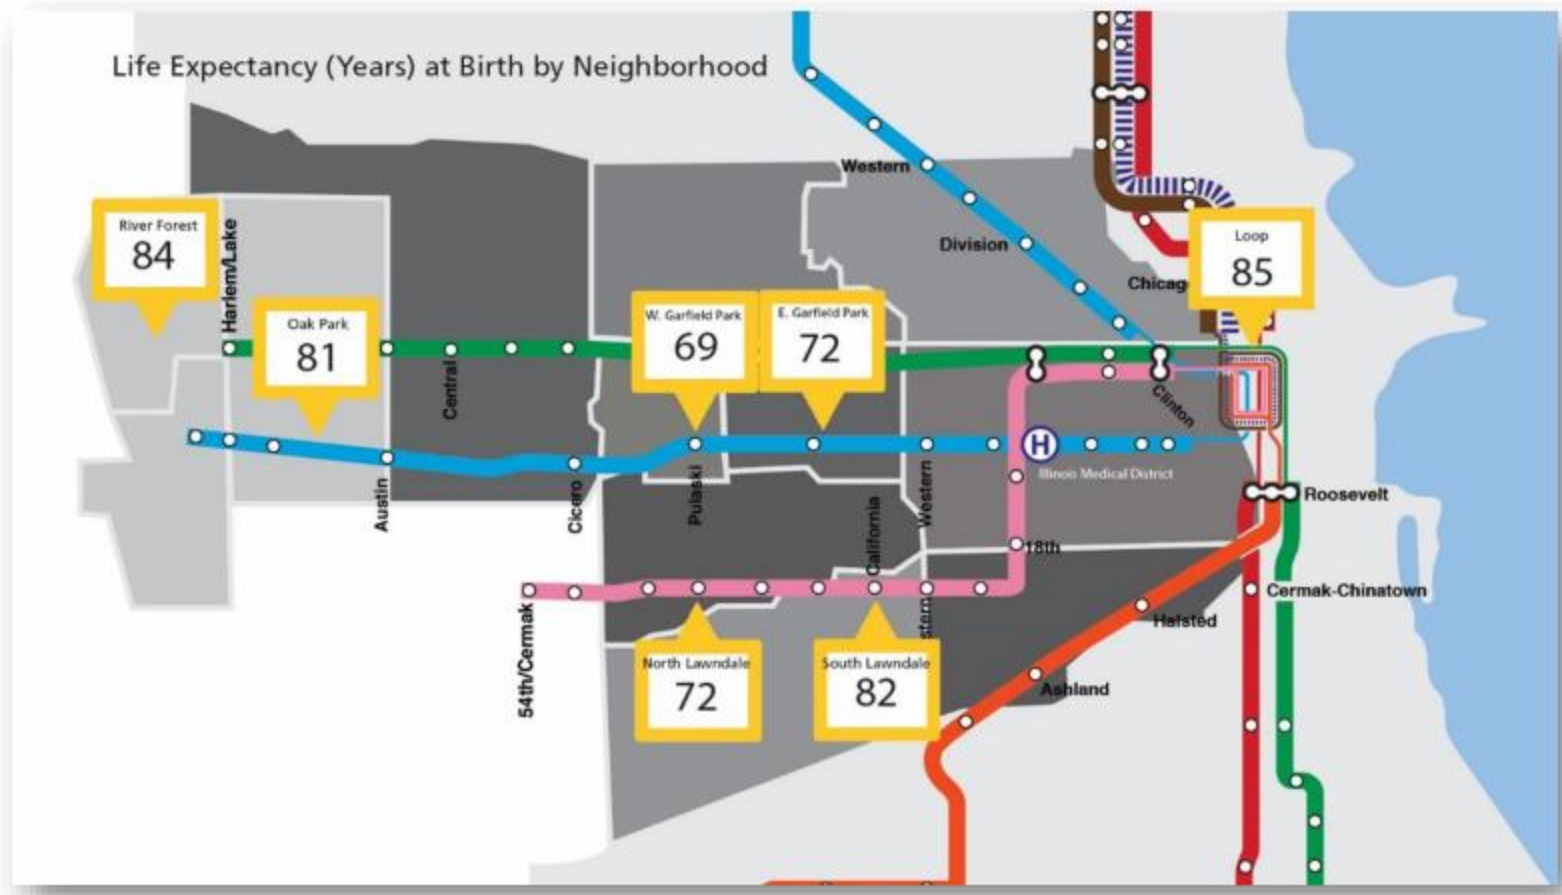 Life Expectancy (Years) at Birth by Neighborhood
Western
River Forest
84
Harlem/Lake
Division
Loop
85
Chicag
Oak Park
81
W. Garfield Park
69
E. Garfield Park
72
Central
Clinton
H
Illinois Medical District
Austin
Cicero
Pulaski
California
Western
Roosevelt
18th
54th/Cermak
stern
Cermak-Chinatown
Halsted
North Lawndale
72
South Lawndale
82
Ashland